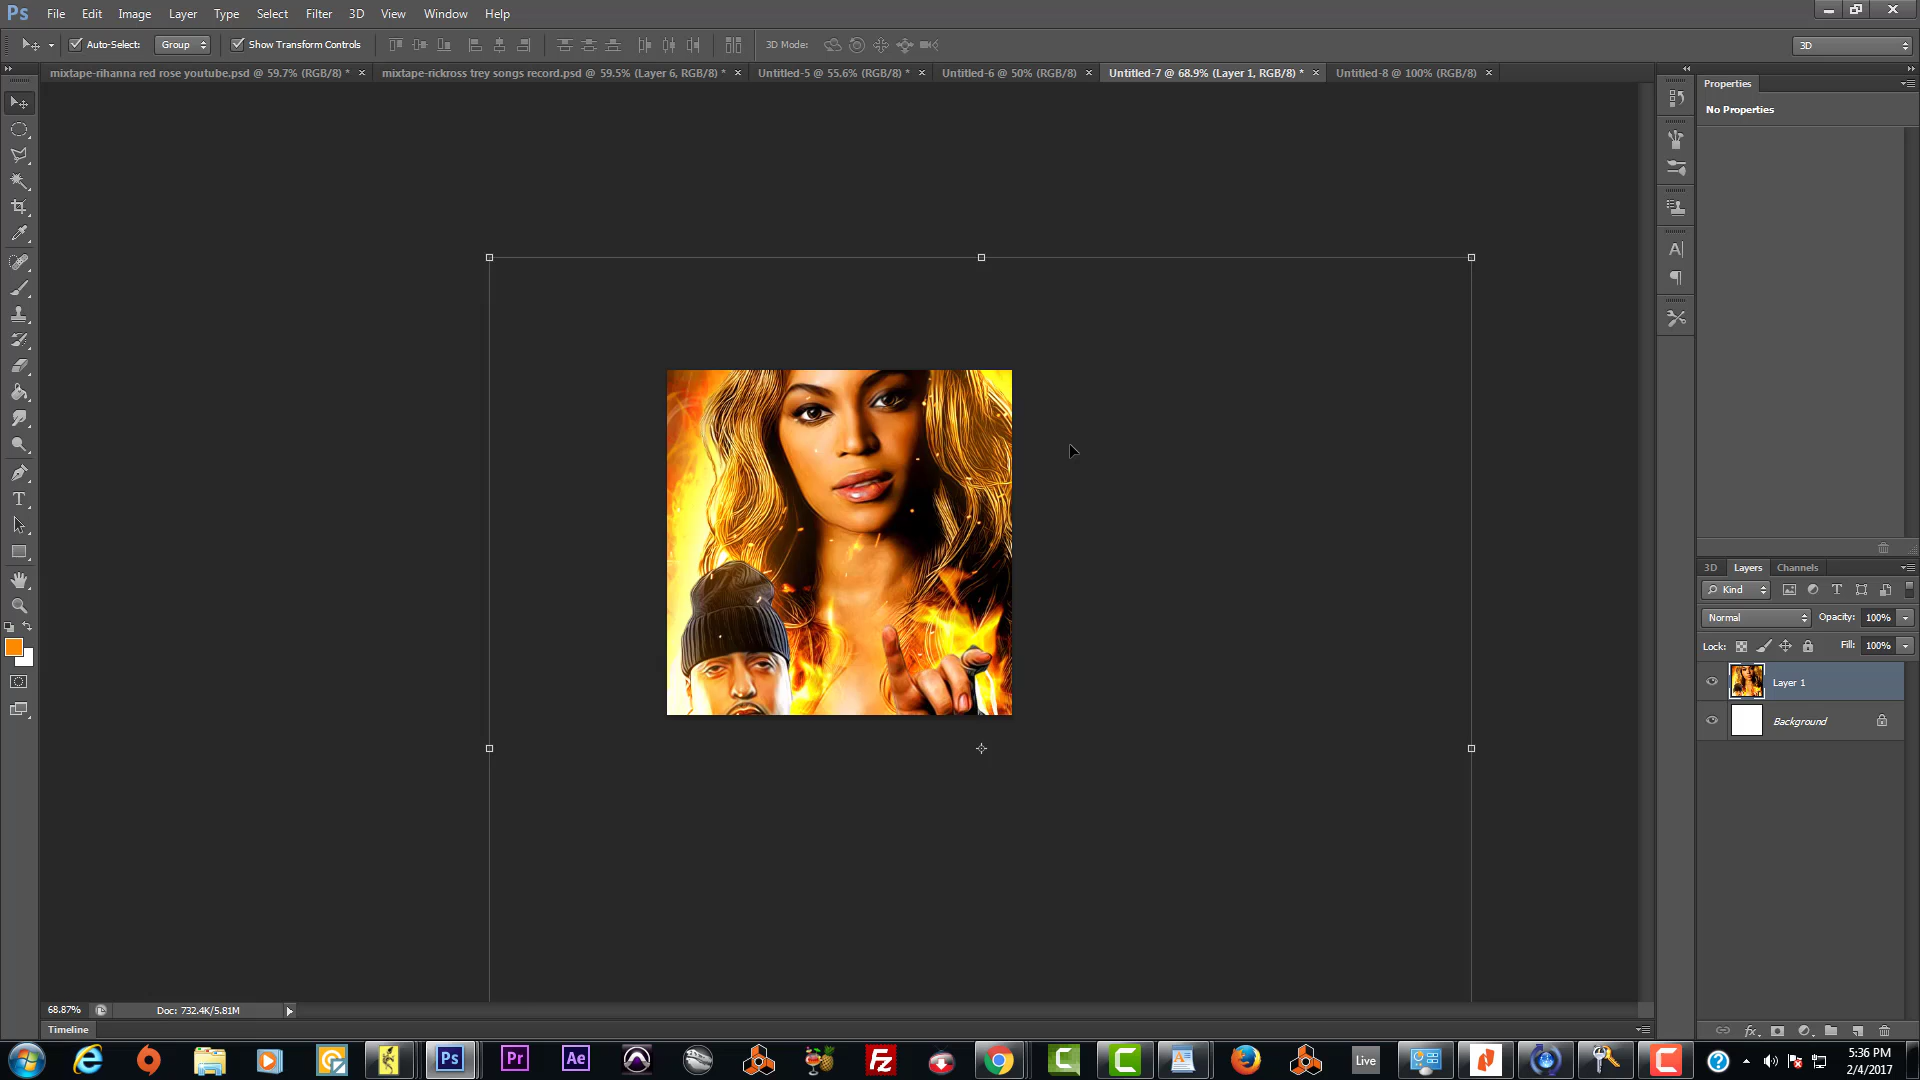 Ps File Edit Image Layer Type Select Filter 3D View Window Help
Auto-Select: Group Show Transform Controls 3D Mode: 3D
mixtape-rihanna red rose youtube.psd @ 59.7% (RGB/8) * × mixtape-rickross trey songs record.psd @ 59.5% (Layer 6, RGB/8) * × Untitled-5 @ 55.6% (RGB/8) * × Untitled-6 @ 50% (RGB/8) × Untitled-7 @ 68.9% (Layer 1, RGB/8) * × Untitled-8 @ 100% (RGB/8) ×
Properties
No Properties
3D Layers Channels
Kind
Normal Opacity: 100%
Lock: Fill: 100%
Layer 1
Background
68.87% Doc: 732.4K/5.81M
Timeline
Ps Pr Ae Fz Live
5:36 PM
2/4/2017